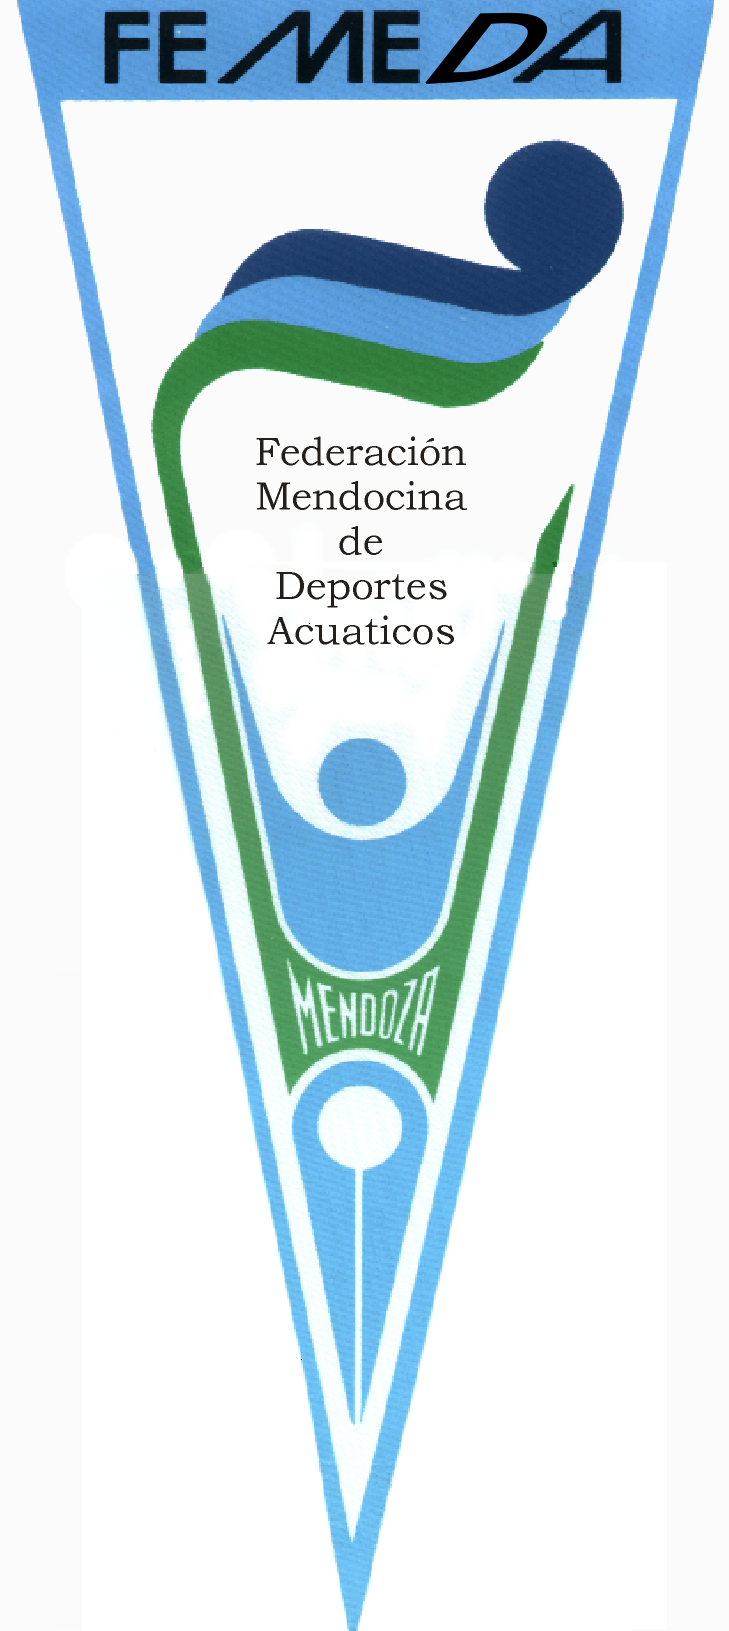 FEMEDA
Federación
Mendocina
de
Deportes
Acuaticos
MENDOZA